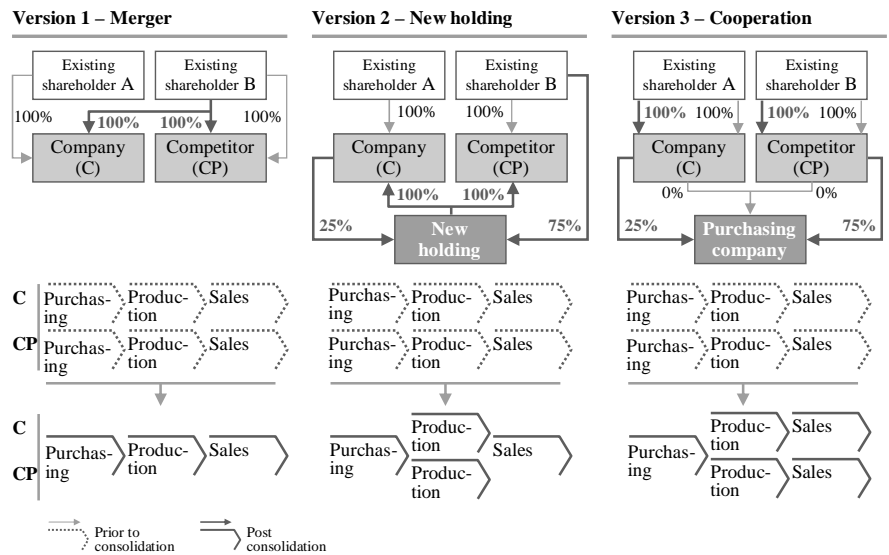 Version 1 – Merger
Version 2 – New holding
Version 3 – Cooperation
Existing
shareholder A
Existing
shareholder B
100%
100%
100%
100%
Company
(C)
Competitor
(CP)
Existing
shareholder A
Existing
shareholder B
100%
100%
Company
(C)
Competitor
(CP)
100%
100%
25%
75%
New
holding
Existing
shareholder A
Existing
shareholder B
100%
100%
100%
100%
Company
(C)
Competitor
(CP)
0%
0%
25%
75%
Purchasing
company
C
Purchas-
ing
Produc-
tion
Sales
CP
Purchas-
ing
Produc-
tion
Sales
Purchas-
ing
Produc-
tion
Sales
Purchas-
ing
Produc-
tion
Sales
Purchas-
ing
Produc-
tion
Sales
Purchas-
ing
Produc-
tion
Sales
C
CP
Purchas-
ing
Produc-
tion
Sales
Purchas-
ing
Produc-
tion
Produc-
tion
Sales
Purchas-
ing
Produc-
tion
Sales
Produc-
tion
Sales
Prior to
consolidation
Post
consolidation